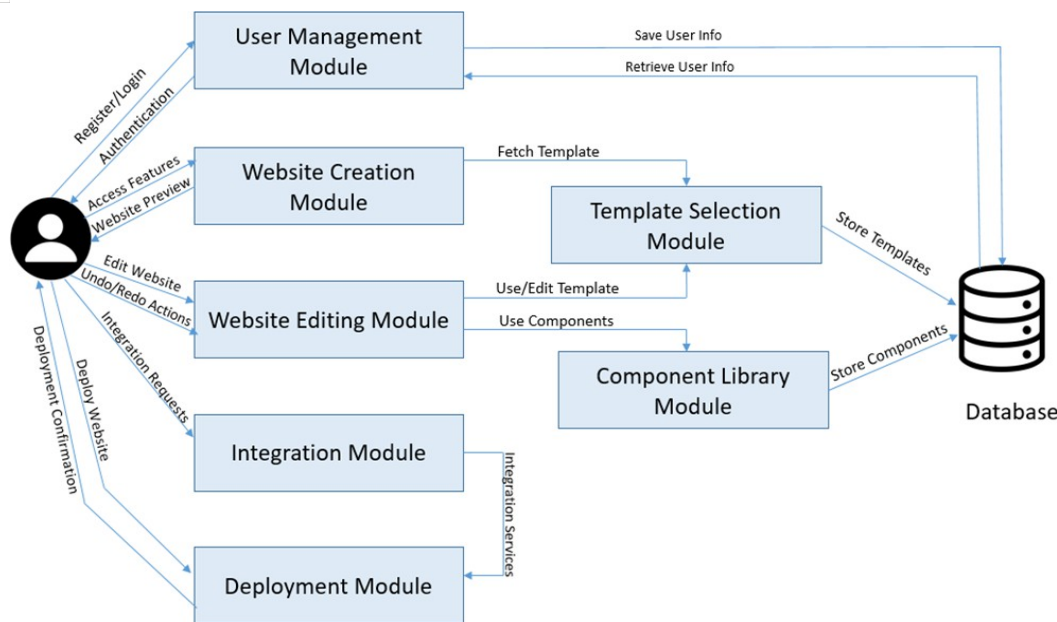 User Management
Module
Save User Info
Retrieve User Info
Register/Login
Authentication
Website Creation
Module
Fetch Template
Access Features
Website Preview
Template Selection
Module
Store Templates
Edit Website
Undo/Redo Actions
Website Editing Module
Use/Edit Template
Use Components
Component Library
Module
Store Components
Database
Integration Requests
Deploy Website
Deployment Confirmation
Integration Module
Integration Services
Deployment Module